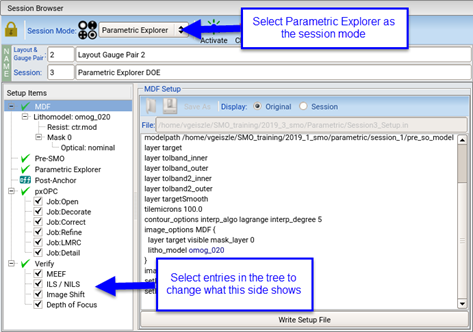 Session Browser
Session Mode:
Parametric Explorer
Activate
Select Parametric Explorer as
the session mode
NAME
Layout &
Gauge Pair:
2
Layout Gauge Pair 2
Session:
3
Parametric Explorer DOE
Setup Items
MDF
Lithomodel: omog_020
Resist: ctr.mod
Mask 0
Optical: nominal
Pre-SMO
Parametric Explorer
Off
Post-Anchor
pxOPC
Job:Open
Job:Decorate
Job:Correct
Job:Refine
Job:LMRC
Job:Detail
Verify
MEEF
ILS / NILS
Image Shift
Depth of Focus
MDF Setup
Save As
Display:
Original
Session
File:
/home/vgeiszle/SMO_training/2019_3_smo/Parametric/Session3_Setup.in
modelpath /home/vgeiszle/SMO_training/2019_1_smo/parametric/session_1/pre_so_model
layer target
layer tolband_inner
layer tolband_outer
layer tolband2_inner
layer tolband2_outer
layer targetSmooth
tilemicrons 100.0
contour_options interp_algo lagrange interp_degree 5
image_options MDF {
layer target visible mask_layer 0
litho_model omog_020
}
Select entries in the tree to
change what this side shows
Write Setup File